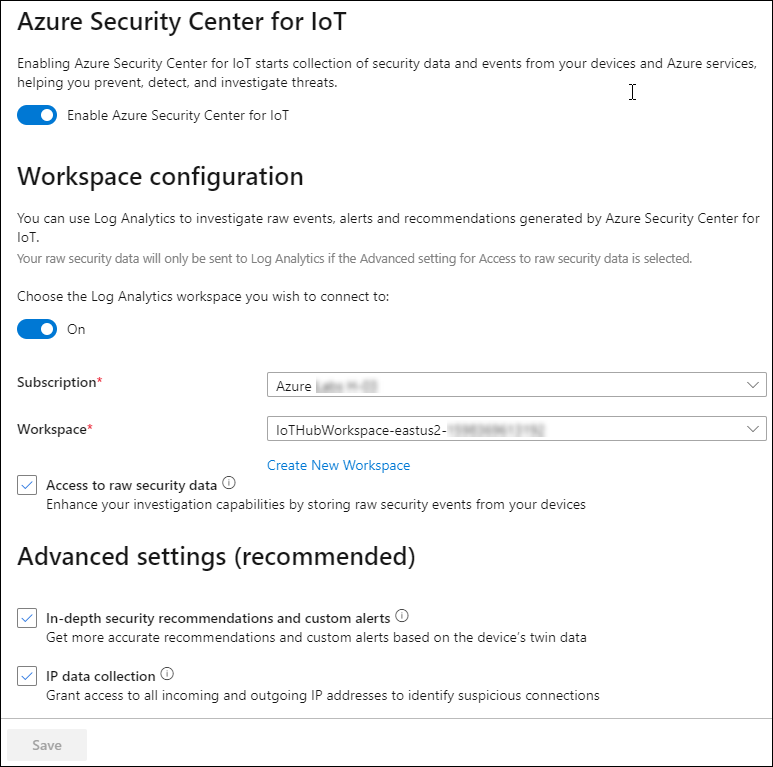 Azure Security Center for IoT
Enabling Azure Security Center for IoT starts collection of security data and events from your devices and Azure services,
helping you prevent, detect, and investigate threats.
Enable Azure Security Center for IoT
Workspace configuration
You can use Log Analytics to investigate raw events, alerts and recommendations generated by Azure Security Center for
IoT.
Your raw security data will only be sent to Log Analytics if the Advanced setting for Access to raw security data is selected.
Choose the Log Analytics workspace you wish to connect to:
On
Subscription*
Azure
Workspace*
IoTHubWorkspace-eastus2-
Create New Workspace
Access to raw security data
Enhance your investigation capabilities by storing raw security events from your devices
Advanced settings (recommended)
In-depth security recommendations and custom alerts
Get more accurate recommendations and custom alerts based on the device's twin data
IP data collection
Grant access to all incoming and outgoing IP addresses to identify suspicious connections
Save